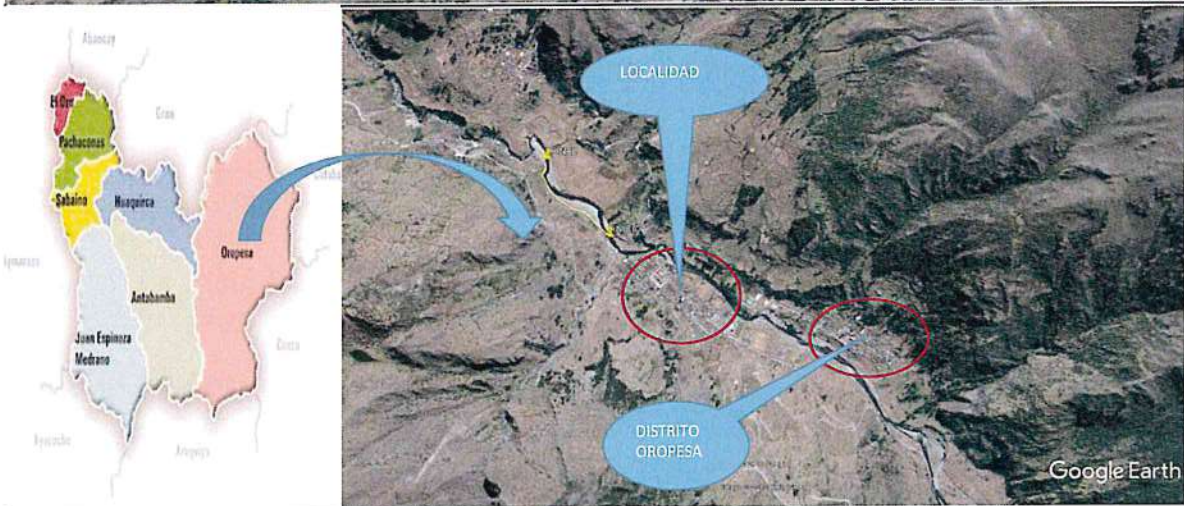 Abancay
Grau
El Oro
Pachaconas
Sabaino
Huaquirca
Oropesa
Aymaraes
Antabamba
Juan Espinoza
Medrano
Cusco
Ayacucho
Arequipa
LOCALIDAD
DISTRITO
OROPESA
Google Earth